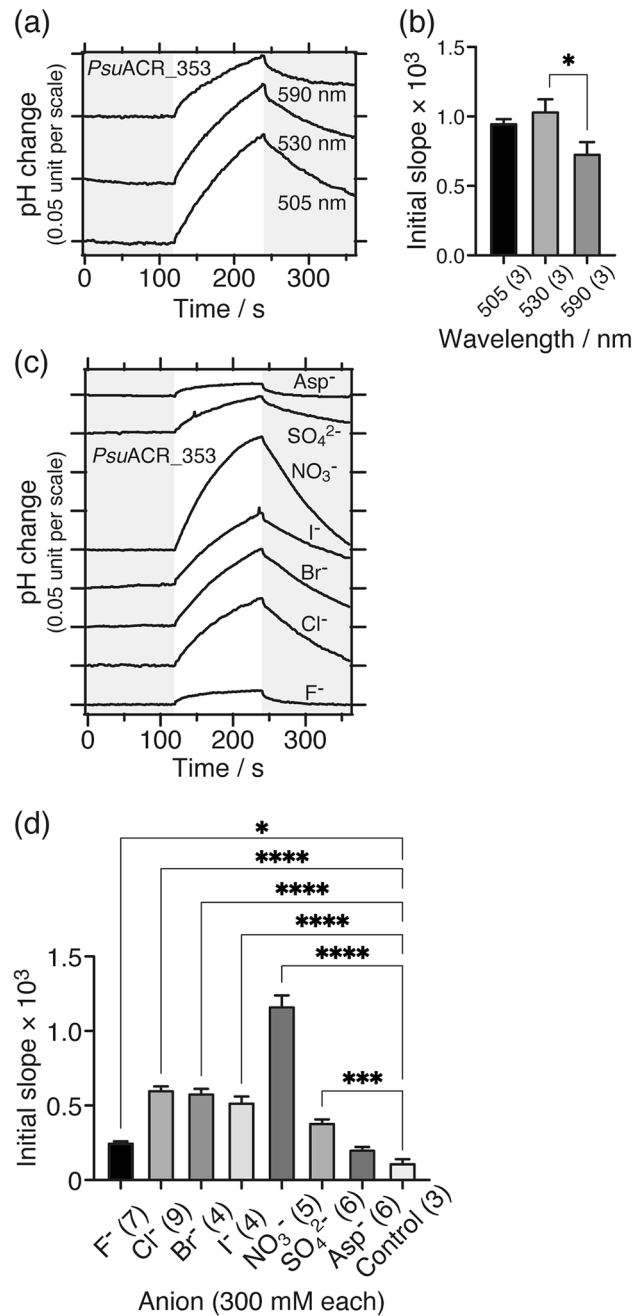 (a)
PsuACR_353
590 nm
530 nm
505 nm
pH change
(0.05 unit per scale)
0 100 200 300
Time / s
(b)
1.5
1.0
0.5
0.0
Initial slope × 10³
*
505 (3)
530 (3)
590 (3)
Wavelength / nm
(c)
Asp⁻
SO₄²⁻
PsuACR_353
NO₃⁻
I⁻
Br⁻
Cl⁻
F⁻
pH change
(0.05 unit per scale)
0 100 200 300
Time / s
(d)
*
****
****
****
****
***
1.5
1.0
0.5
0
Initial slope × 10³
F⁻ (7)
Cl⁻ (9)
Br⁻ (4)
I⁻ (4)
NO₃⁻ (5)
SO₄²⁻ (6)
Asp⁻ (6)
Control (3)
Anion (300 mM each)